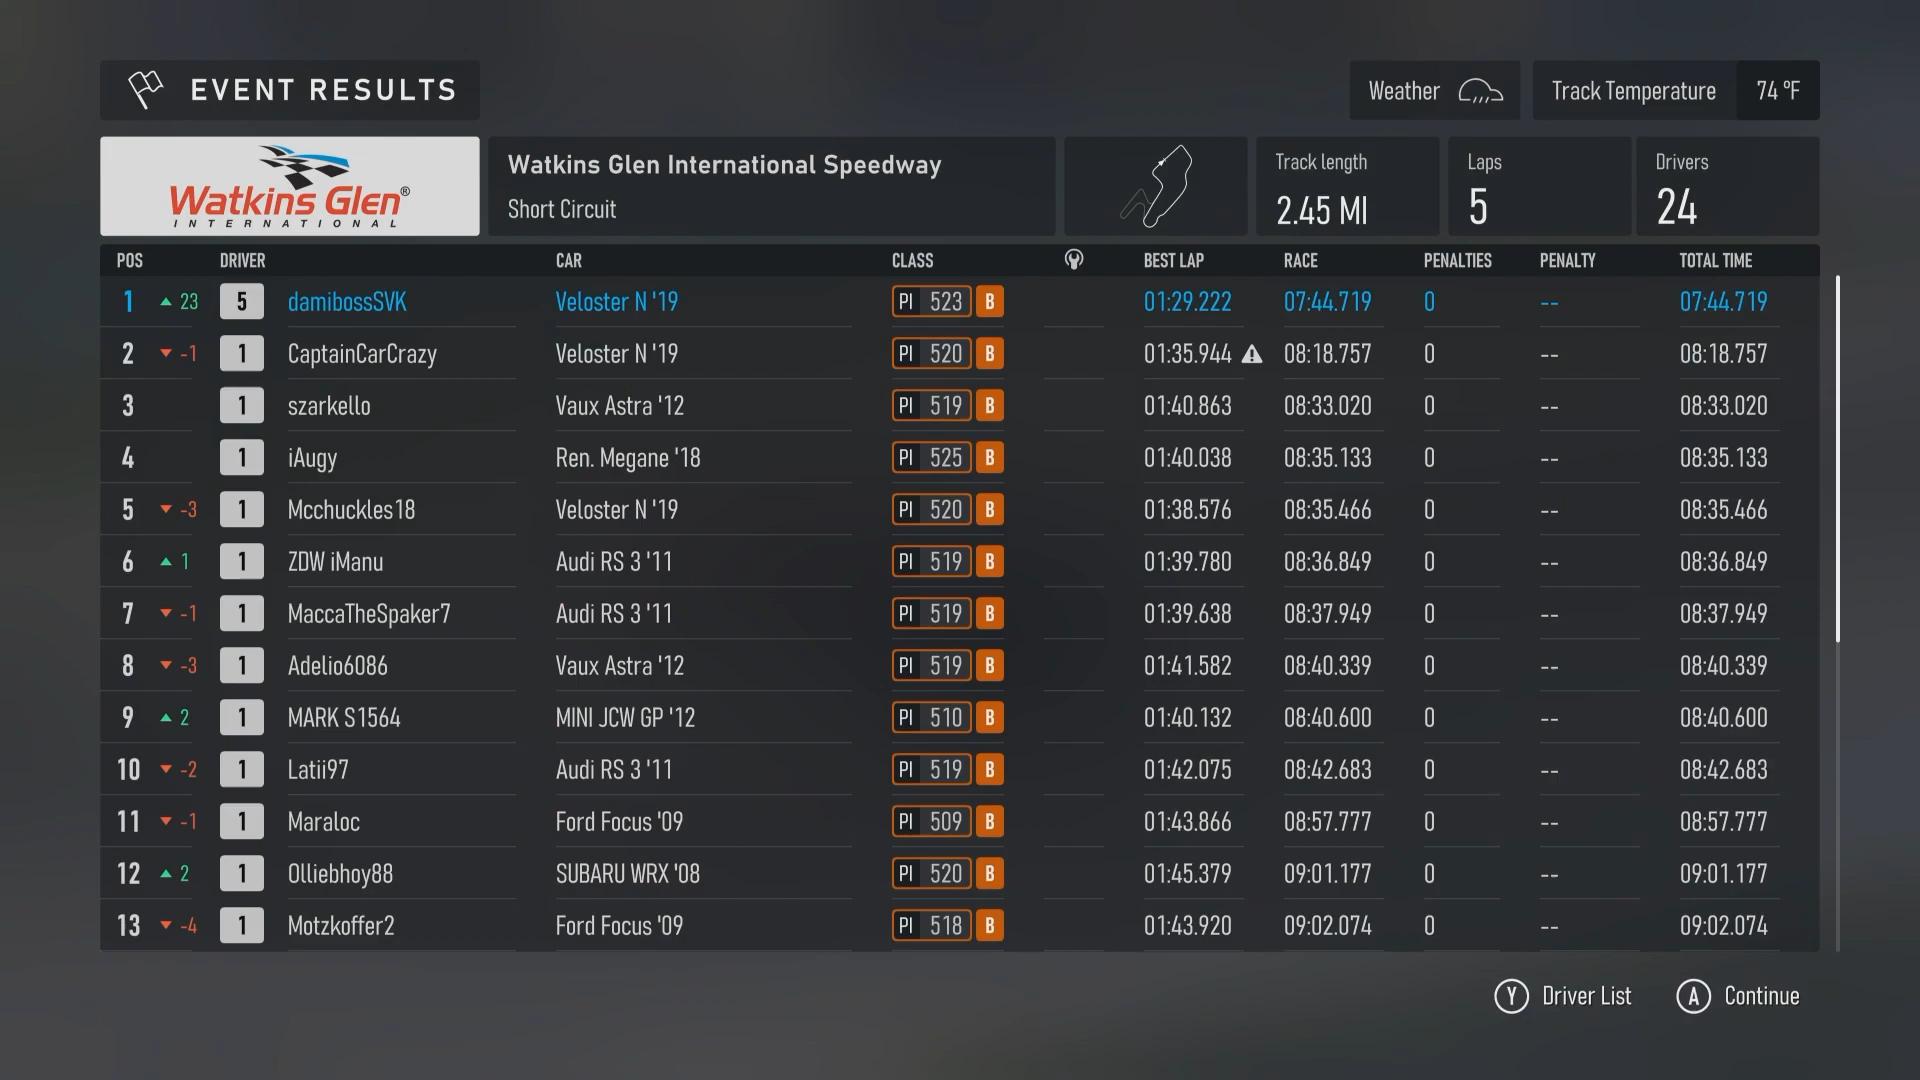 EVENT RESULTS
Weather
Track Temperature 74 °F
Watkins Glen®
INTERNATIONAL
Watkins Glen International Speedway
Short Circuit
Track length
2.45 MI
Laps
5
Drivers
24
POS DRIVER CAR CLASS BEST LAP RACE PENALTIES PENALTY TOTAL TIME
1 ▲ 23 5 damibossSVK Veloster N '19 PI 523 B 01:29.222 07:44.719 0 -- 07:44.719
2 ▼ -1 1 CaptainCarCrazy Veloster N '19 PI 520 B 01:35.944 08:18.757 0 -- 08:18.757
3 1 szarkello Vaux Astra '12 PI 519 B 01:40.863 08:33.020 0 -- 08:33.020
4 1 iAugy Ren. Megane '18 PI 525 B 01:40.038 08:35.133 0 -- 08:35.133
5 ▼ -3 1 Mcchuckles18 Veloster N '19 PI 520 B 01:38.576 08:35.466 0 -- 08:35.466
6 ▲ 1 1 ZDW iManu Audi RS 3 '11 PI 519 B 01:39.780 08:36.849 0 -- 08:36.849
7 ▼ -1 1 MaccaTheSpaker7 Audi RS 3 '11 PI 519 B 01:39.638 08:37.949 0 -- 08:37.949
8 ▼ -3 1 Adelio6086 Vaux Astra '12 PI 519 B 01:41.582 08:40.339 0 -- 08:40.339
9 ▲ 2 1 MARK S1564 MINI JCW GP '12 PI 510 B 01:40.132 08:40.600 0 -- 08:40.600
10 ▼ -2 1 Latii97 Audi RS 3 '11 PI 519 B 01:42.075 08:42.683 0 -- 08:42.683
11 ▼ -1 1 Maraloc Ford Focus '09 PI 509 B 01:43.866 08:57.777 0 -- 08:57.777
12 ▲ 2 1 Olliebhoy88 SUBARU WRX '08 PI 520 B 01:45.379 09:01.177 0 -- 09:01.177
13 ▼ -4 1 Motzkoffer2 Ford Focus '09 PI 518 B 01:43.920 09:02.074 0 -- 09:02.074
Y Driver List A Continue